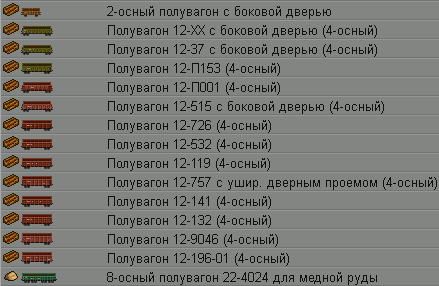 2-осный полувагон с боковой дверью
Полувагон 12-XX с боковой дверью (4-осный)
Полувагон 12-37 с боковой дверью (4-осный)
Полувагон 12-П153 (4-осный)
Полувагон 12-П001 (4-осный)
Полувагон 12-515 с боковой дверью (4-осный)
Полувагон 12-726 (4-осный)
Полувагон 12-532 (4-осный)
Полувагон 12-119 (4-осный)
Полувагон 12-757 с ушир. дверным проемом (4-осный)
Полувагон 12-141 (4-осный)
Полувагон 12-132 (4-осный)
Полувагон 12-9046 (4-осный)
Полувагон 12-196-01 (4-осный)
8-осный полувагон 22-4024 для медной руды